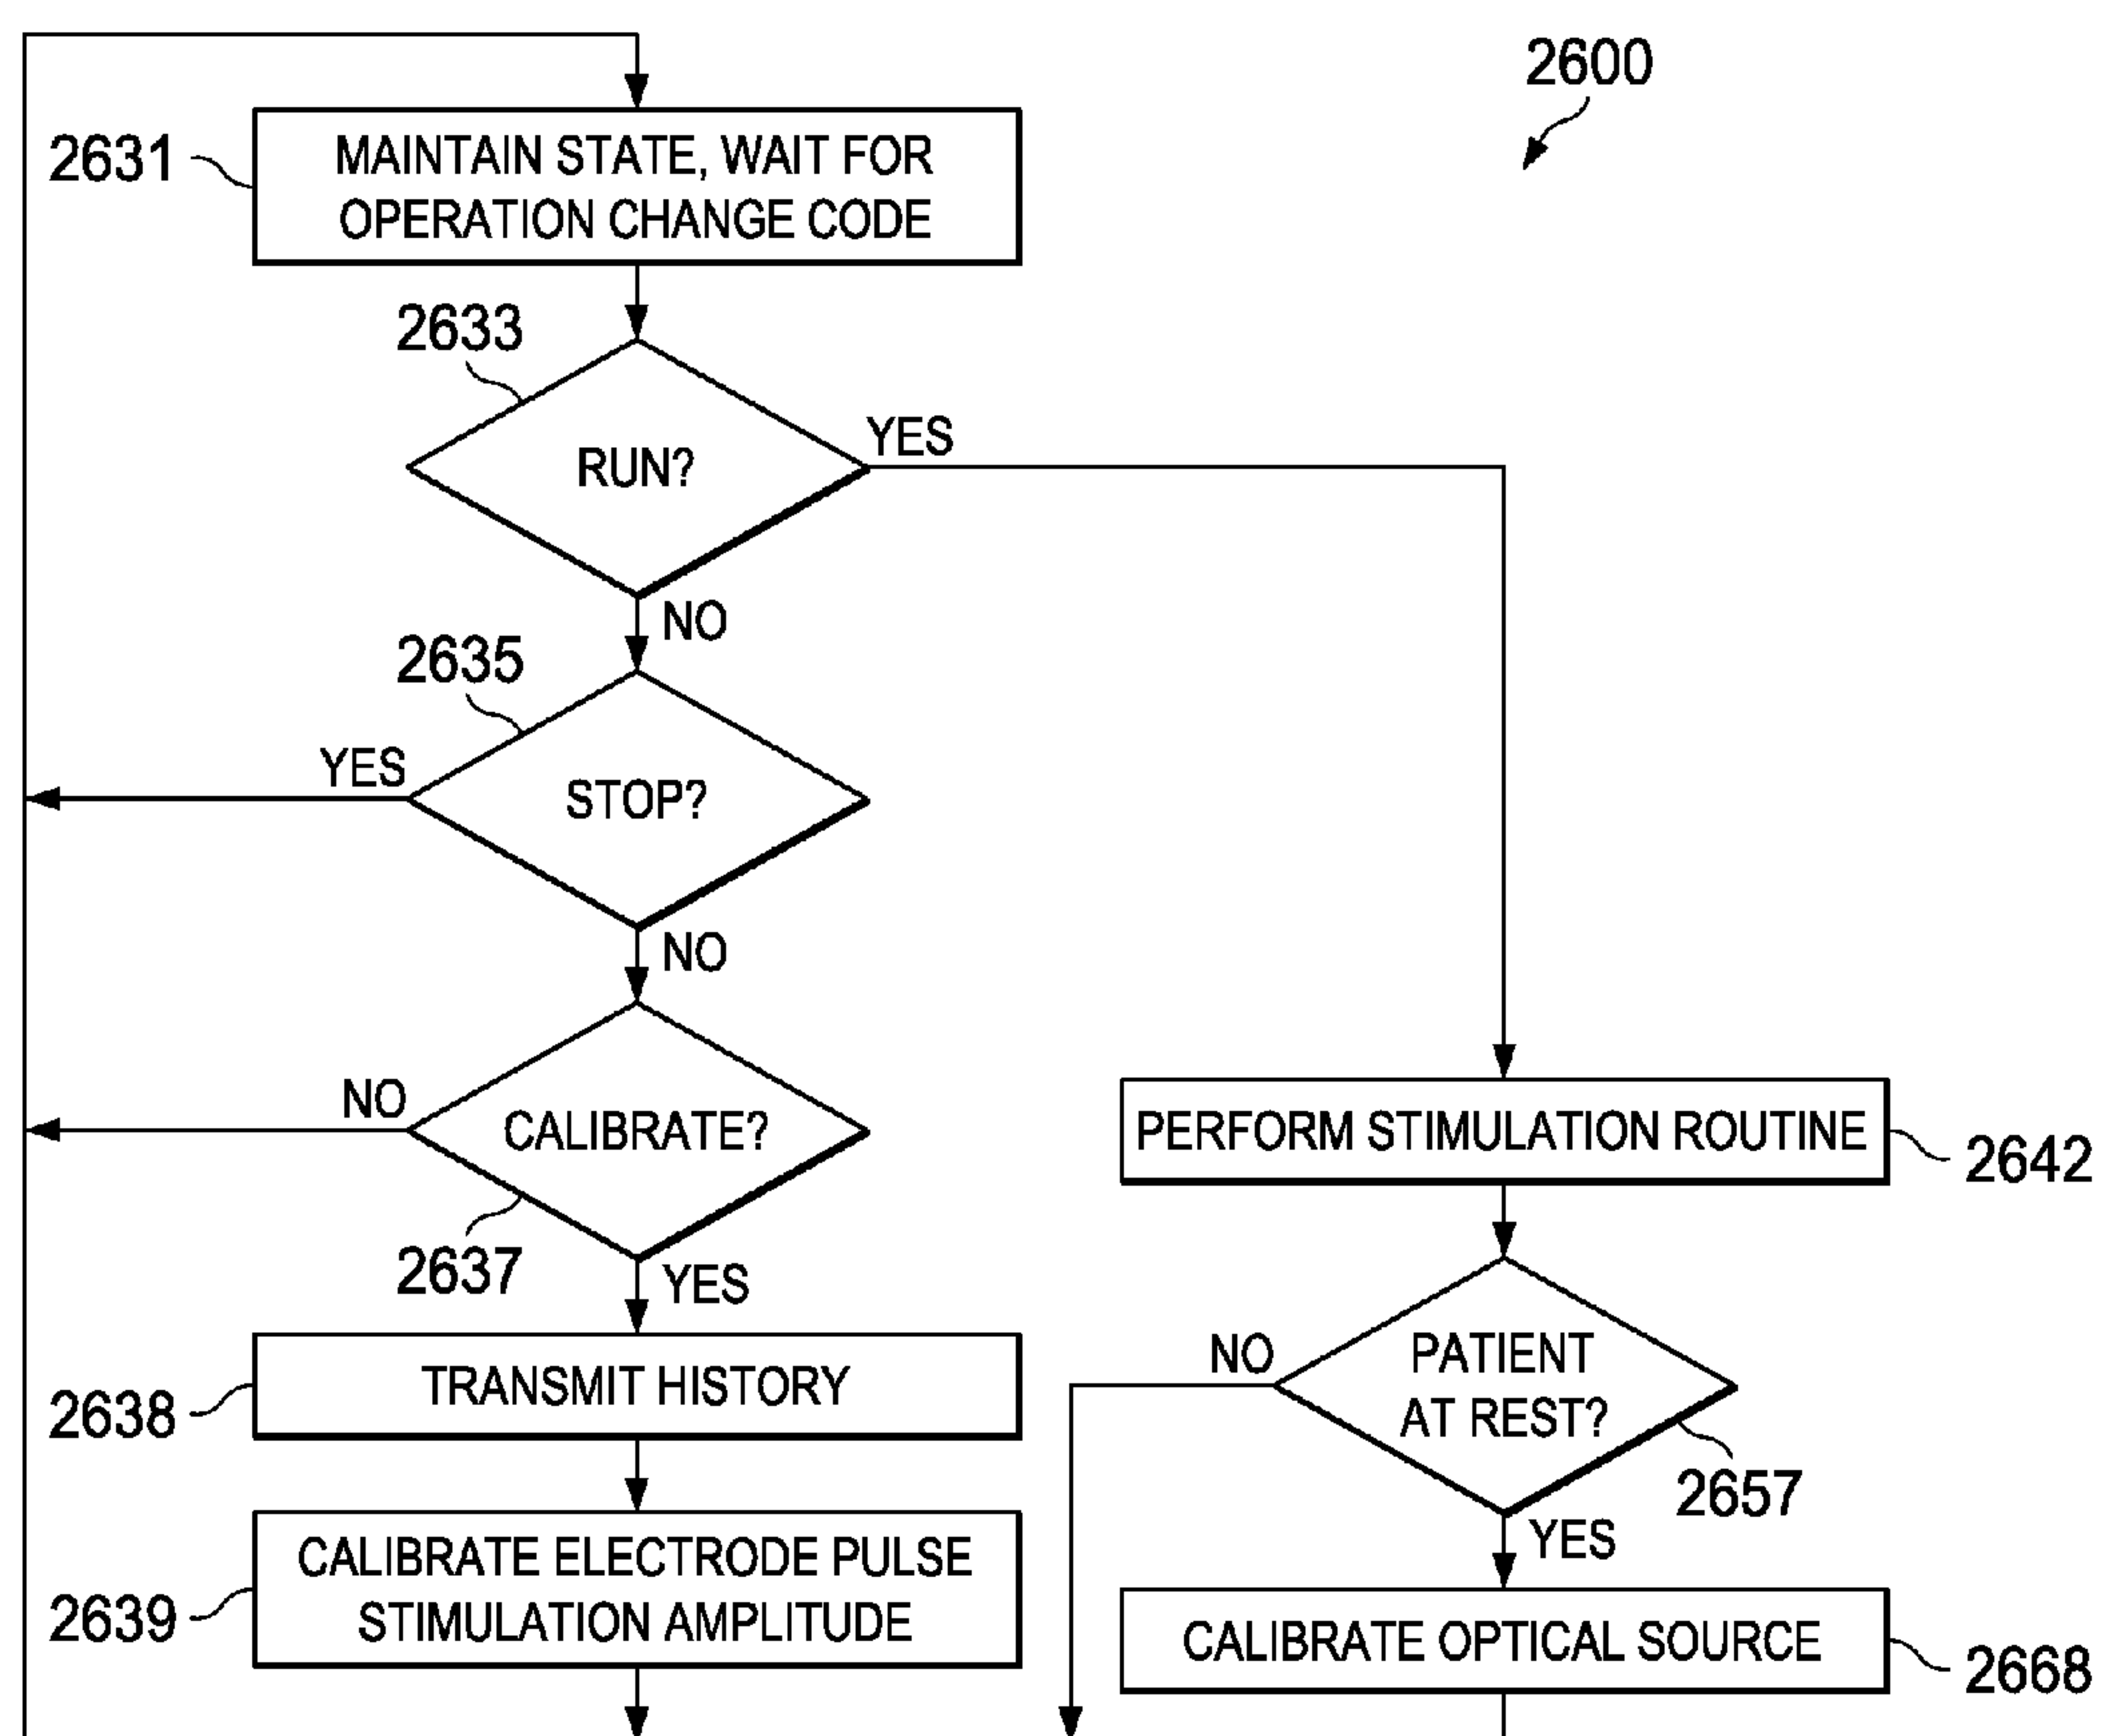 2600
2631
MAINTAIN STATE, WAIT FOR
OPERATION CHANGE CODE
2633
RUN?
YES
NO
2635
STOP?
YES
NO
CALIBRATE?
NO
2637
YES
2638
TRANSMIT HISTORY
2639
CALIBRATE ELECTRODE PULSE
STIMULATION AMPLITUDE
PERFORM STIMULATION ROUTINE
2642
PATIENT
AT REST?
NO
2657
YES
CALIBRATE OPTICAL SOURCE
2668